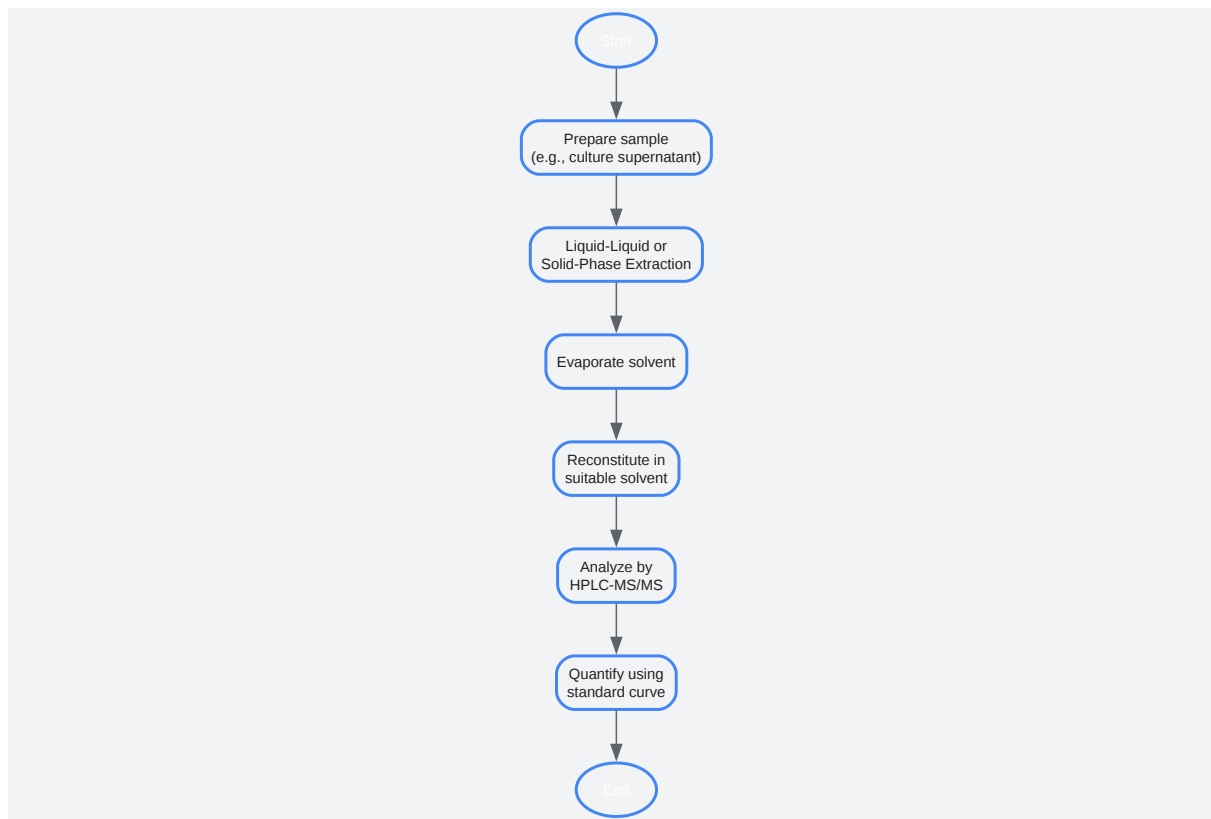 Start
Prepare sample
(e.g., culture supernatant)
Liquid-Liquid or
Solid-Phase Extraction
Evaporate solvent
Reconstitute in
suitable solvent
Analyze by
HPLC-MS/MS
Quantify using
standard curve
End